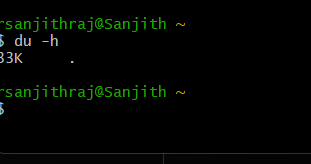 rsanjithraj@Sanjith ~
$ du -h
33K .
rsanjithraj@Sanjith ~
$